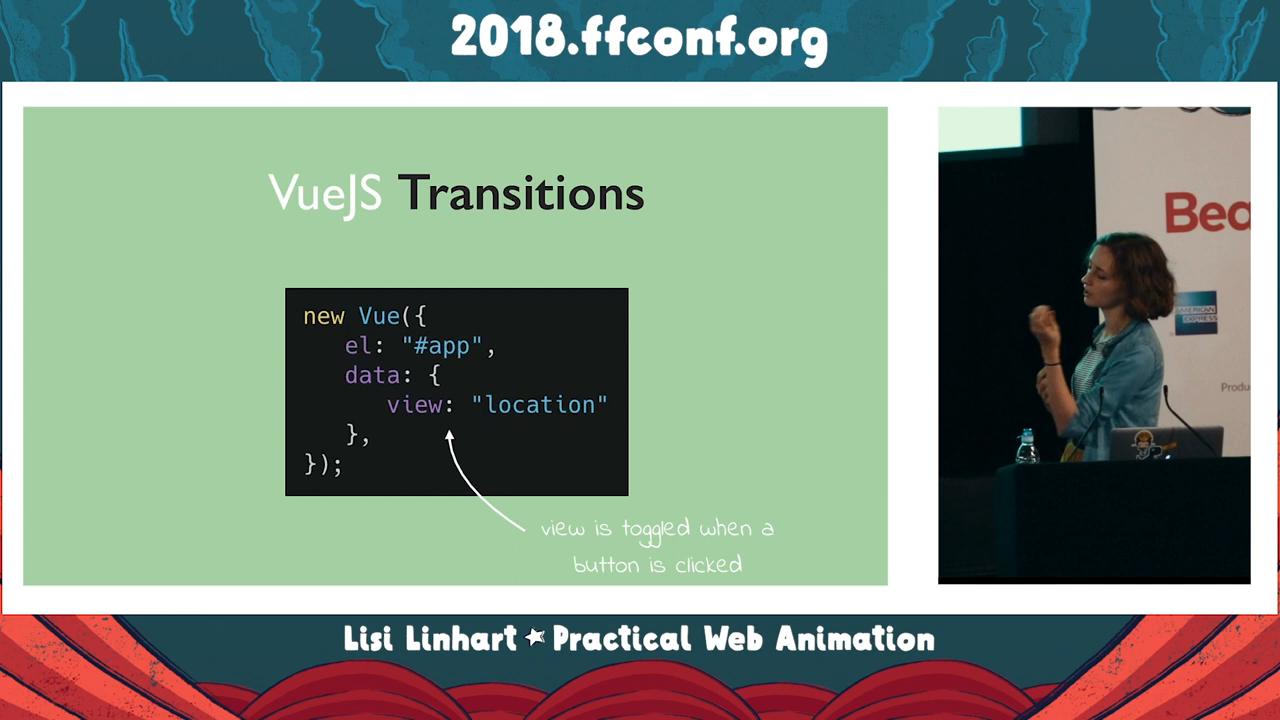 2018.ffconf.org
VueJS Transitions
new Vue({
el: "#app",
data: {
view: "location"
},
});
view is toggled when a
button is clicked
Bea
AMERICAN
EXPRESS
Produ
Lisi Linhart ★ Practical Web Animation